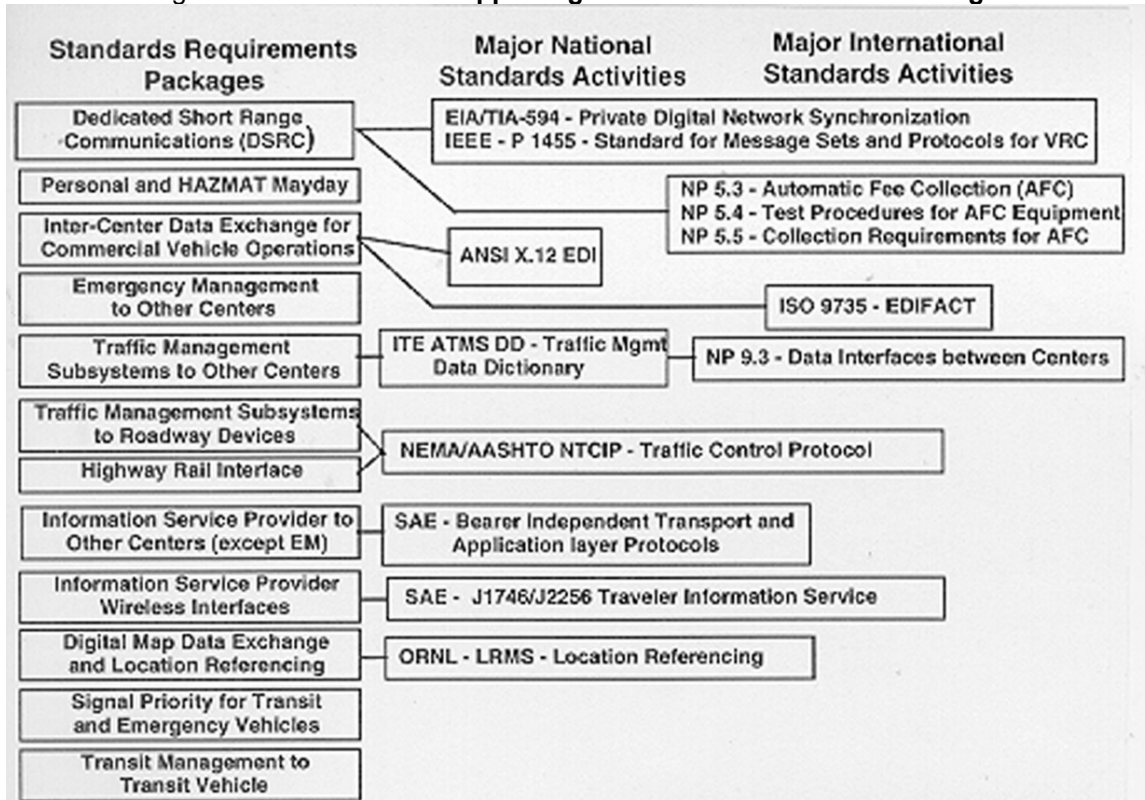 Standards Requirements
Packages
Major National
Standards Activities
Major International
Standards Activities
Dedicated Short Range
Communications (DSRC)
EIA/TIA-594 - Private Digital Network Synchronization
IEEE - P 1455 - Standard for Message Sets and Protocols for VRC
Personal and HAZMAT Mayday
NP 5.3 - Automatic Fee Collection (AFC)
NP 5.4 - Test Procedures for AFC Equipment
NP 5.5 - Collection Requirements for AFC
Inter-Center Data Exchange for
Commercial Vehicle Operations
ANSI X.12 EDI
Emergency Management
to Other Centers
ISO 9735 - EDIFACT
Traffic Management
Subsystems to Other Centers
ITE ATMS DD - Traffic Mgmt
Data Dictionary
NP 9.3 - Data Interfaces between Centers
Traffic Management Subsystems
to Roadway Devices
Highway Rail Interface
NEMA/AASHTO NTCIP - Traffic Control Protocol
Information Service Provider to
Other Centers (except EM)
SAE - Bearer Independent Transport and
Application layer Protocols
Information Service Provider
Wireless Interfaces
SAE - J1746/J2256 Traveler Information Service
Digital Map Data Exchange
and Location Referencing
ORNL - LRMS - Location Referencing
Signal Priority for Transit
and Emergency Vehicles
Transit Management to
Transit Vehicle